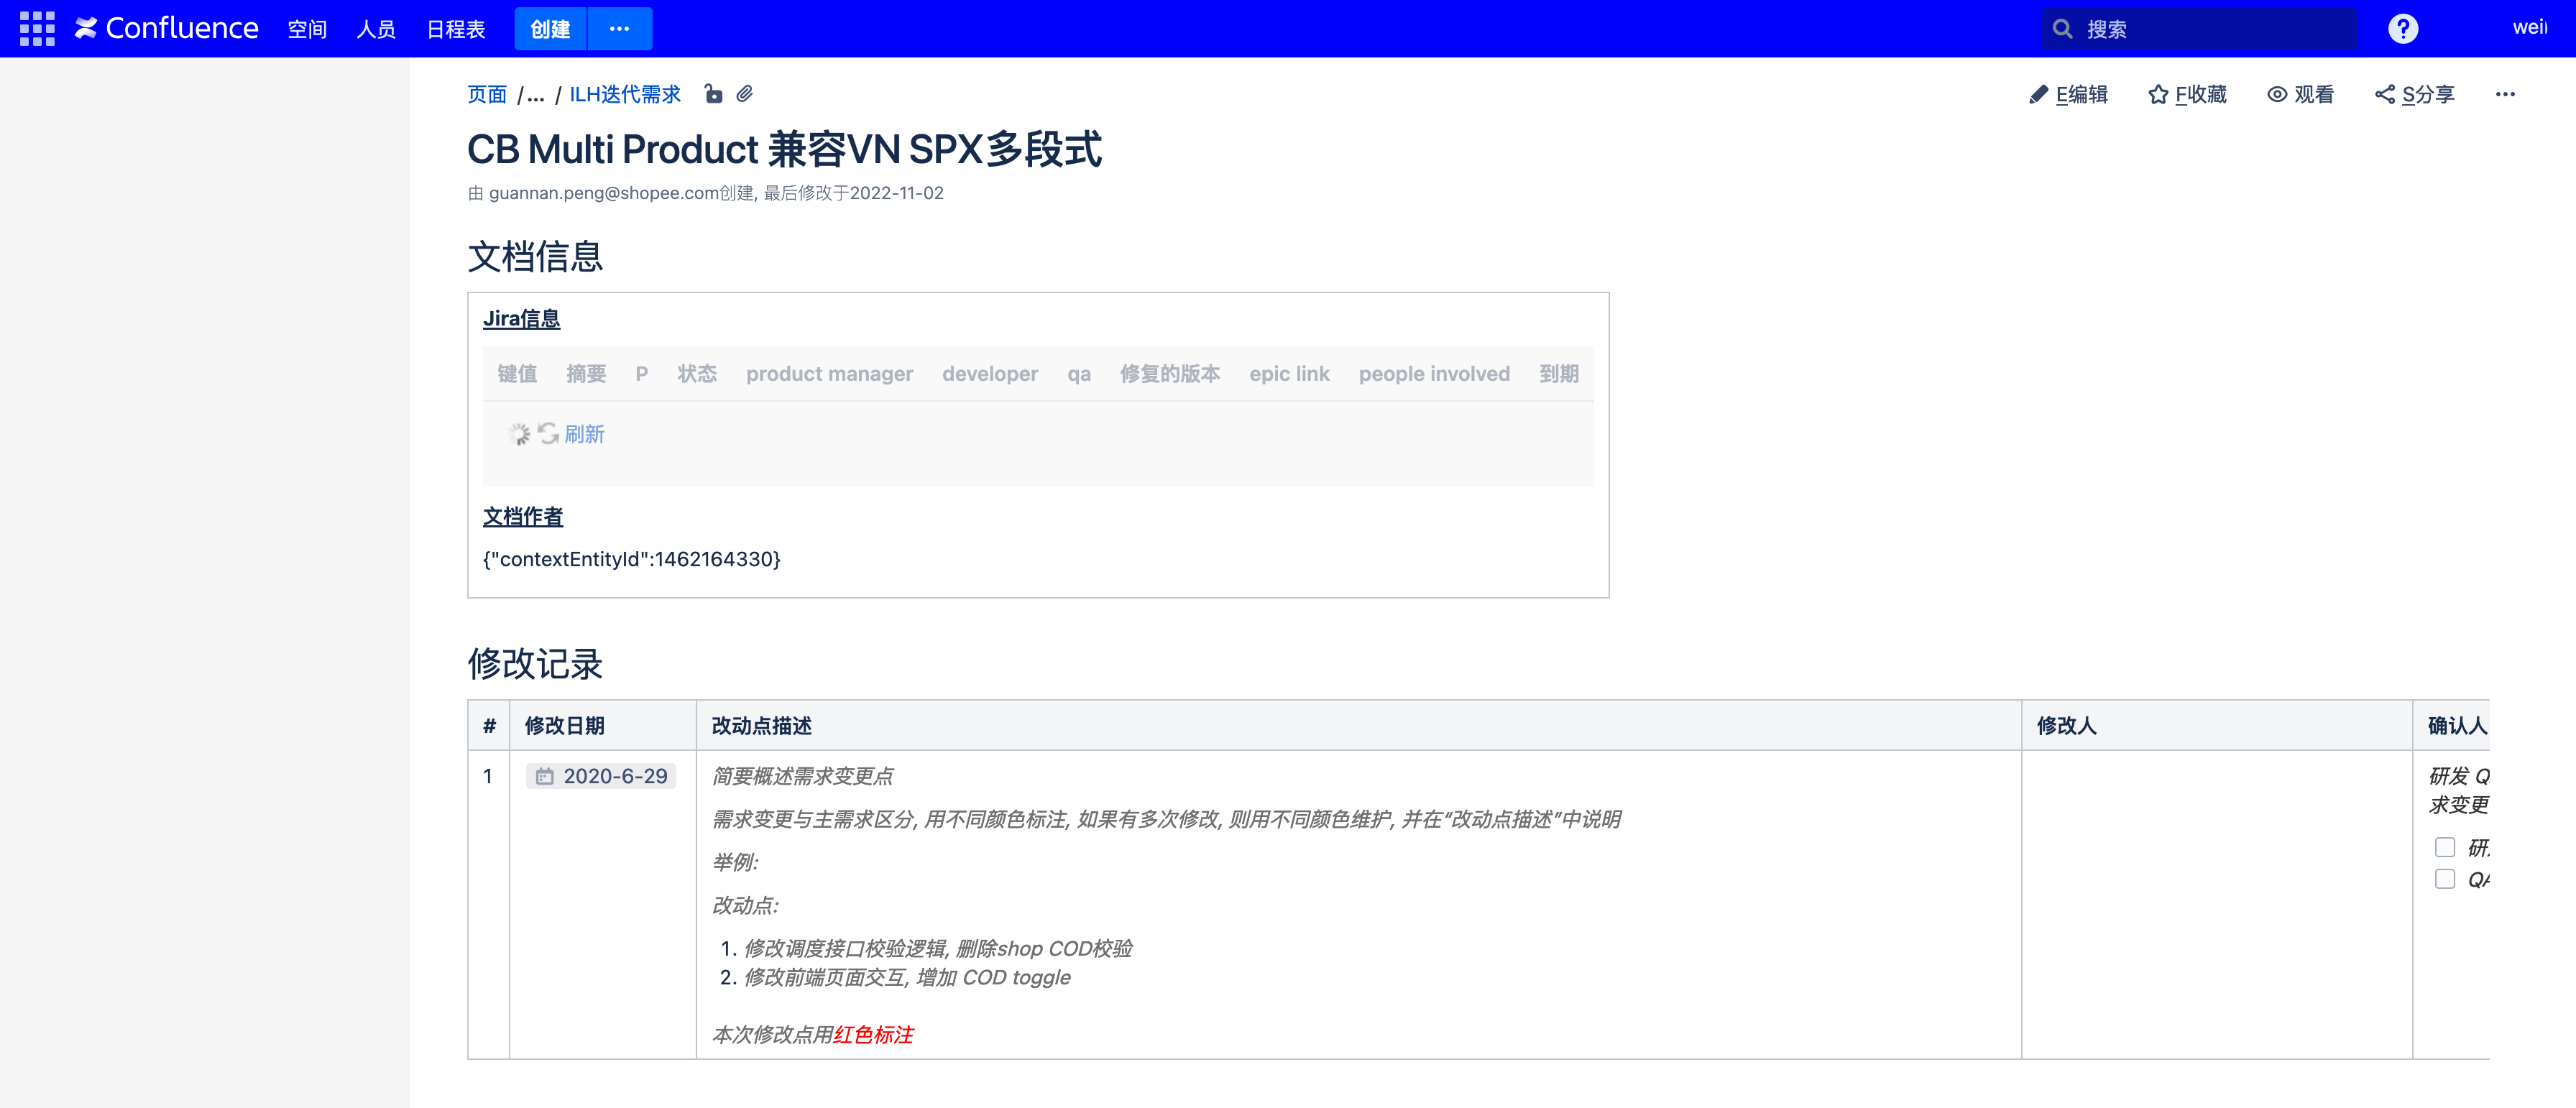 Confluence 空间 人员 日程表 创建 ··· 搜索
页面 /... / ILH迭代需求 E编辑 F收藏 观看 S分享 ···
CB Multi Product 兼容VN SPX多段式
由 guannan.peng@shopee.com创建, 最后修改于2022-11-02
文档信息
Jira信息
键值 摘要 P 状态 product manager developer qa 修复的版本 epic link people involved 到期
刷新
文档作者
{"contextEntityId":1462164330}
修改记录
# 修改日期 改动点描述 修改人 确认人
1 2020-6-29 简要概述需求变更点 研发
求变更
需求变更与主需求区分, 用不同颜色标注, 如果有多次修改, 则用不同颜色维护, 并在“改动点描述”中说明
举例:
改动点:
1. 修改调度接口校验逻辑, 删除shop COD校验
2. 修改前端页面交互, 增加 COD toggle
本次修改点用红色标注